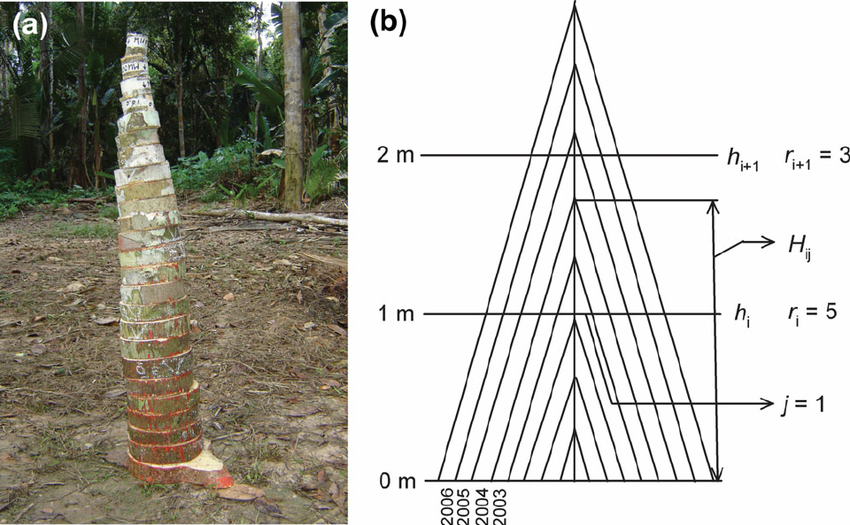 (a)
(b)
2 m
h_{i+1} r_{i+1} = 3
H_{ij}
1 m
h_i r_i = 5
j = 1
0 m
2006
2005
2004
2003